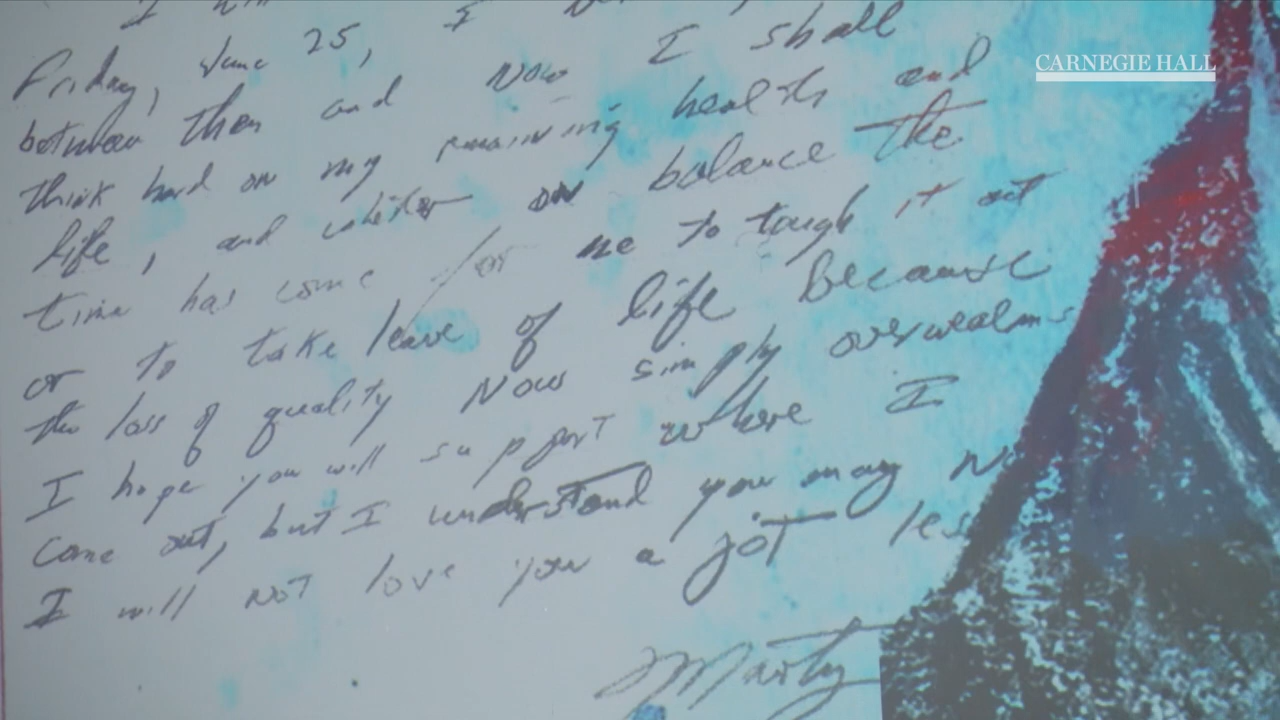 CARNEGIE HALL
Friday, June 25, I
between then and now I shall
think hard on my remaining health and
life, and whether on balance the
time has come for me to tough it out
or to take leave of life because
the loss of quality now simply overwealms
I hope you will support where I
come out, but I understand you may no
I will not love you a jot less
Marty